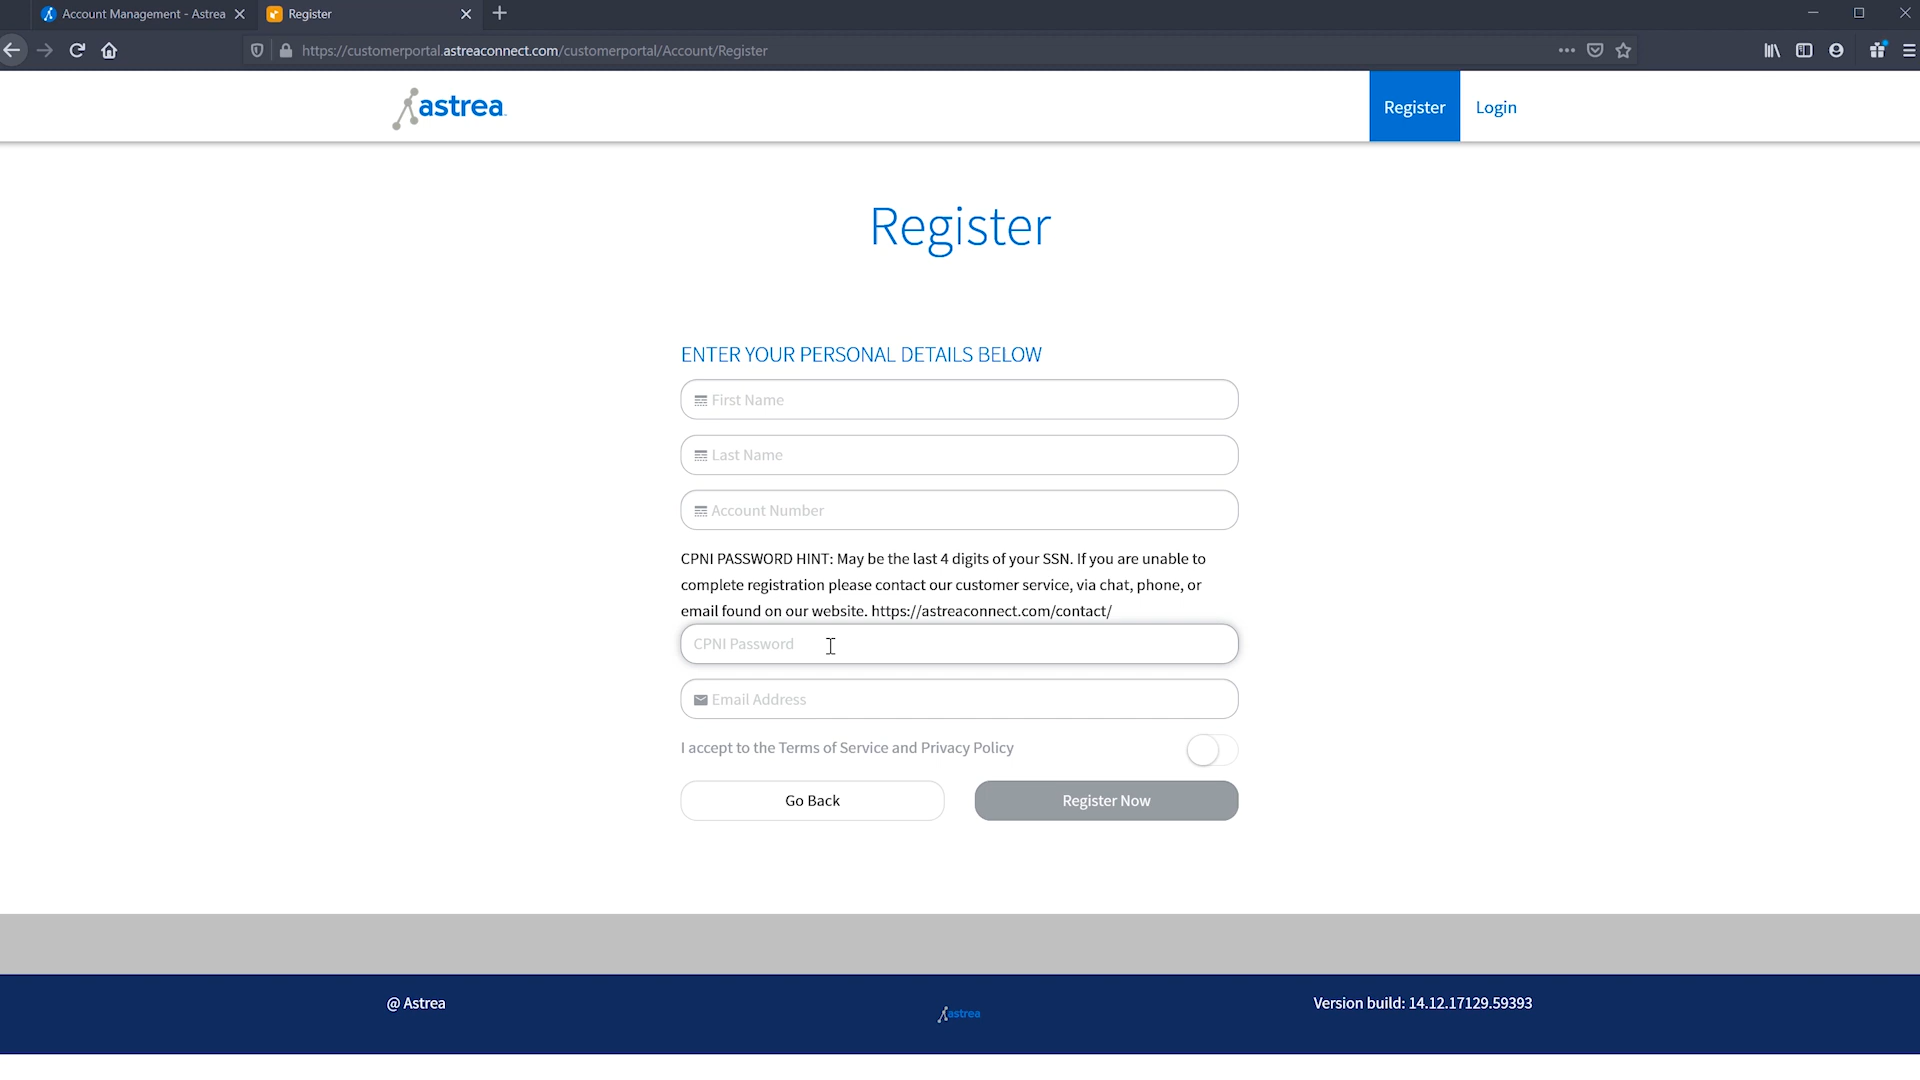 Account Management - Astrea
Register
https://customerportal.astreaconnect.com/customerportal/Account/Register
astrea
Register
Login
Register
ENTER YOUR PERSONAL DETAILS BELOW
First Name
Last Name
Account Number
CPNI PASSWORD HINT: May be the last 4 digits of your SSN. If you are unable to
complete registration please contact our customer service, via chat, phone, or
email found on our website. https://astreaconnect.com/contact/
CPNI Password
Email Address
I accept to the Terms of Service and Privacy Policy
Go Back
Register Now
@ Astrea
astrea
Version build: 14.12.17129.59393